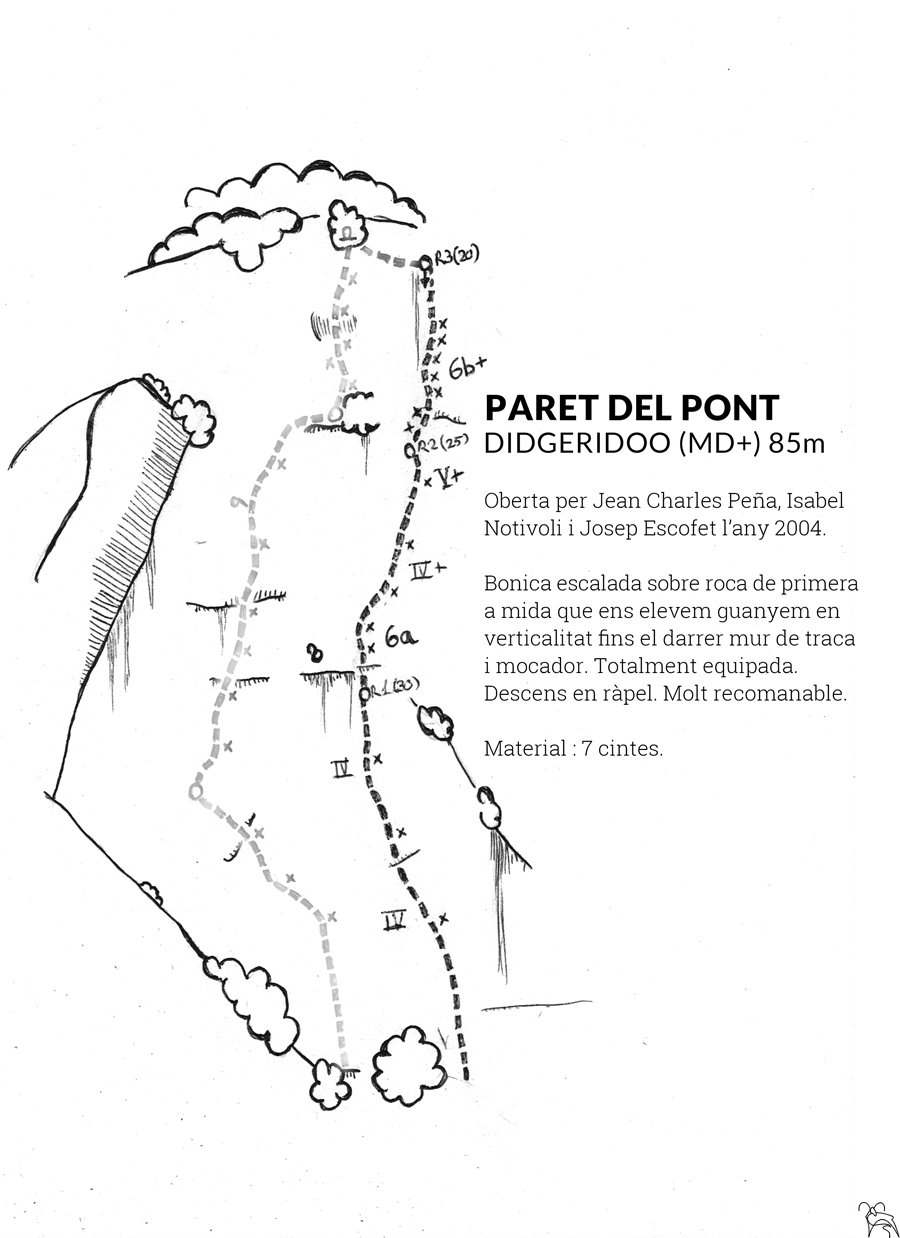 R3(20)
6b+
PARET DEL PONT
DIDGERIDOO (MD+) 85m
R2(25)
V+
Oberta per Jean Charles Peña, Isabel
Notivoli i Josep Escofet l’any 2004.
IV+
Bonica escalada sobre roca de primera
a mida que ens elevem guanyem en
verticalitat fins el darrer mur de traca
i mocador. Totalment equipada.
Descens en ràpel. Molt recomanable.
6a
R1(30)
Material : 7 cintes.
IV
IV